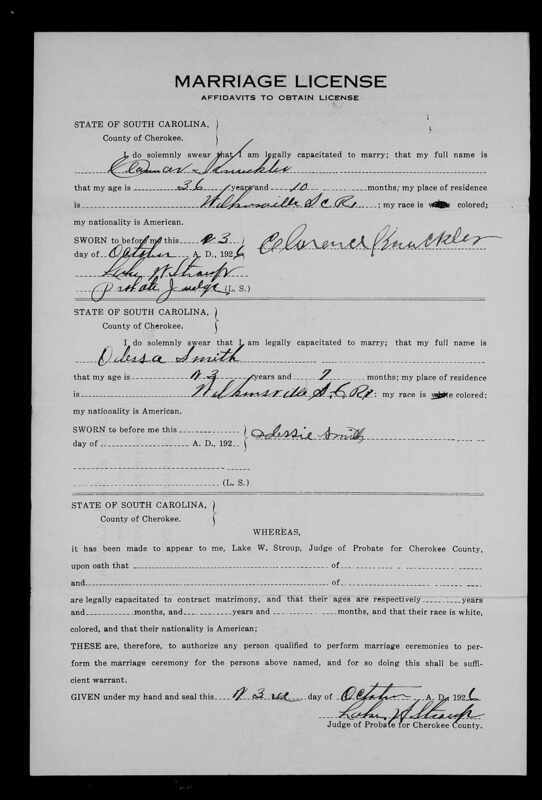 MARRIAGE LICENSE
AFFIDAVITS TO OBTAIN LICENSE
STATE OF SOUTH CAROLINA,
County of Cherokee.
I do solemnly swear that I am legally capacitated to marry; that my full name is
Knuckler
that my age is 36 years and 10 months; my place of residence
is Wilkinsville S C R1 ; my race is white colored;
my nationality is American.
SWORN to before me this 23 Clarence Knuckler
day of October A. D., 1926
Lake W. Stroup
Probate Judge (L. S.)
STATE OF SOUTH CAROLINA,
County of Cherokee.
I do solemnly swear that I am legally capacitated to marry; that my full name is
Odessa Smith
that my age is 23 years and 7 months; my place of residence
is Wilkinsville S. C. R1 : my race is white colored;
my nationality is American.
SWORN to before me this Smith
day of A. D., 192
(L. S.)
STATE OF SOUTH CAROLINA,
County of Cherokee.
WHEREAS,
it has been made to appear to me, Lake W. Stroup, Judge of Probate for Cherokee County,
upon oath that of
and of
are legally capacitated to contract matrimony, and that their ages are respectively years
and months, and years and months, and that their race is white,
colored, and that their nationality is American;
THESE are, therefore, to authorize any person qualified to perform marriage ceremonies to per-
form the marriage ceremony for the persons above named, and for so doing this shall be suffi-
cient warrant.
GIVEN under my hand and seal this 23rd day of October A. D., 1926
Lake W. Stroup
Judge of Probate for Cherokee County.